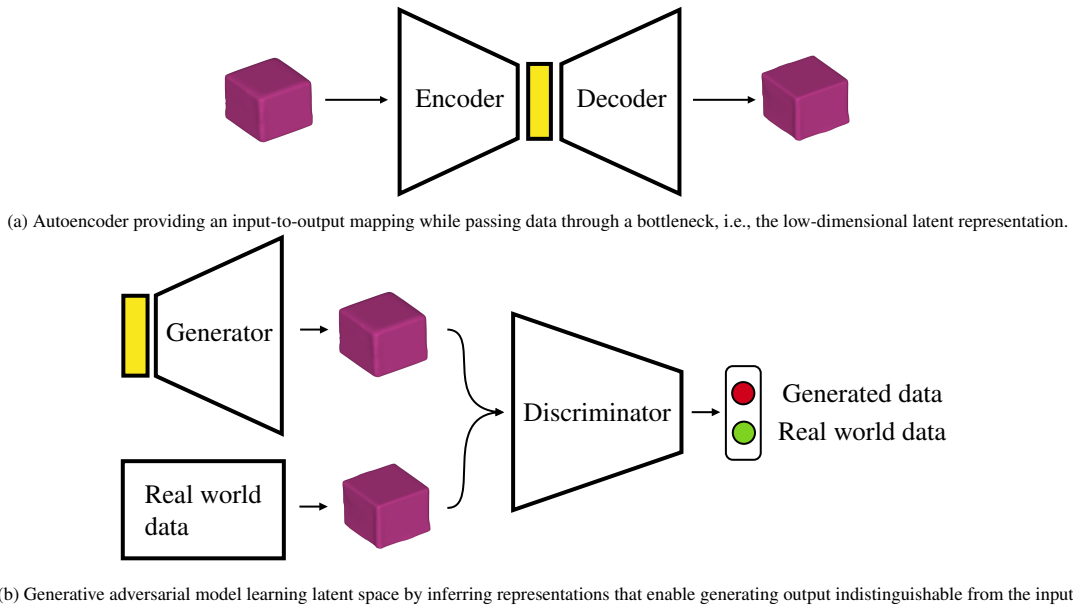 Encoder
Decoder
(a) Autoencoder providing an input-to-output mapping while passing data through a bottleneck, i.e., the low-dimensional latent representation.
Generator
Discriminator
Generated data
Real world data
Real world
data
(b) Generative adversarial model learning latent space by inferring representations that enable generating output indistinguishable from the input